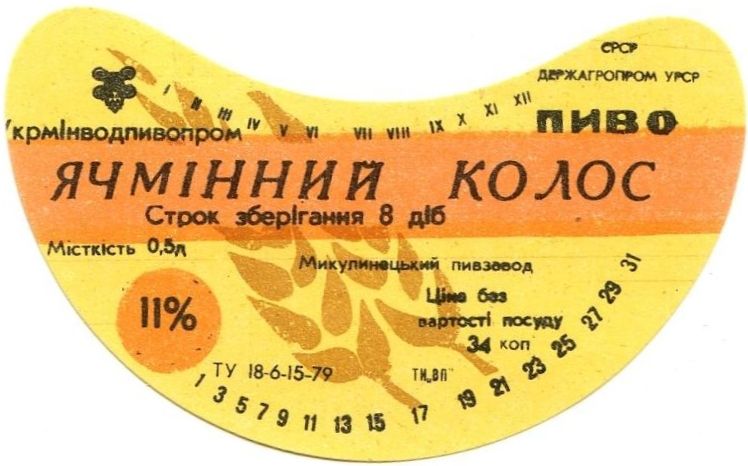 СРСР
ДЕРЖАГРОПРОМ УРСР
Укрмінводпивопром
I II III IV V VI VII VIII IX X XI XII
ПИВО
ЯЧМІННИЙ КОЛОС
Строк зберігання 8 діб
Місткість 0,5л
Микулинецький пивзавод
11%
Ціна без
вартості посуду
34 коп
ТУ 18-6-15-79
ТИ„ВП"
1 3 5 7 9 11 13 15 17 19 21 23 25 27 29 31